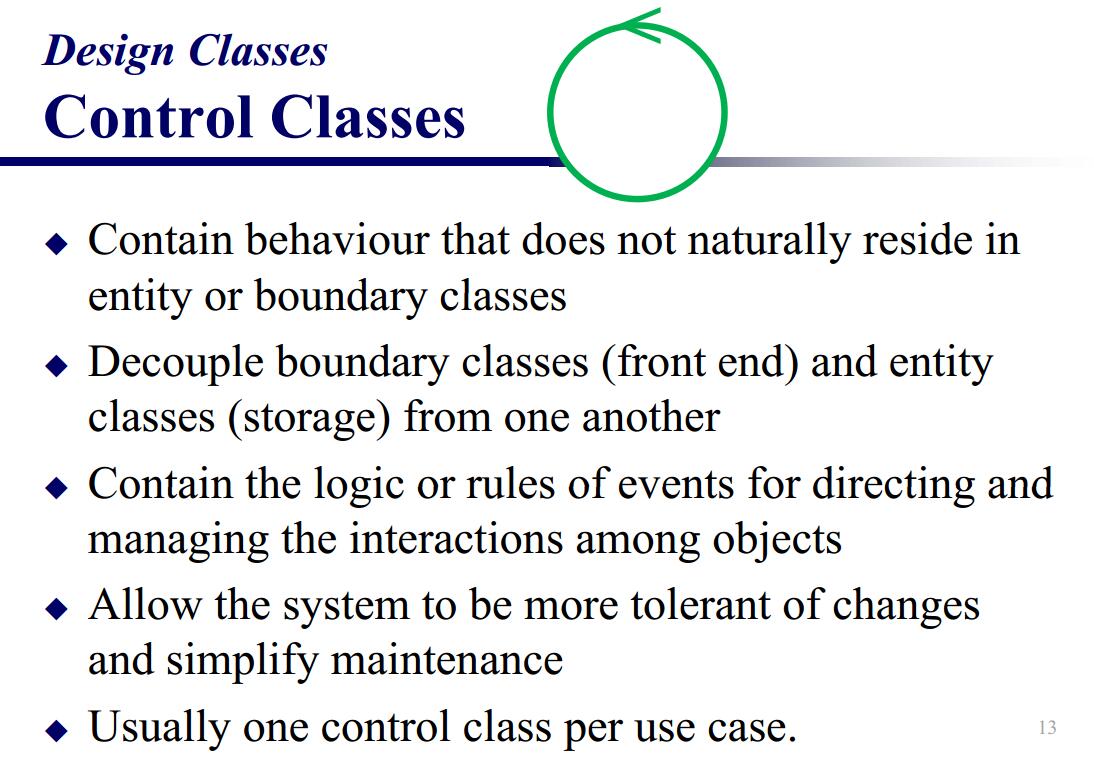 Design Classes
Control Classes
◆ Contain behaviour that does not naturally reside in
entity or boundary classes
◆ Decouple boundary classes (front end) and entity
classes (storage) from one another
◆ Contain the logic or rules of events for directing and
managing the interactions among objects
◆ Allow the system to be more tolerant of changes
and simplify maintenance
◆ Usually one control class per use case.
13